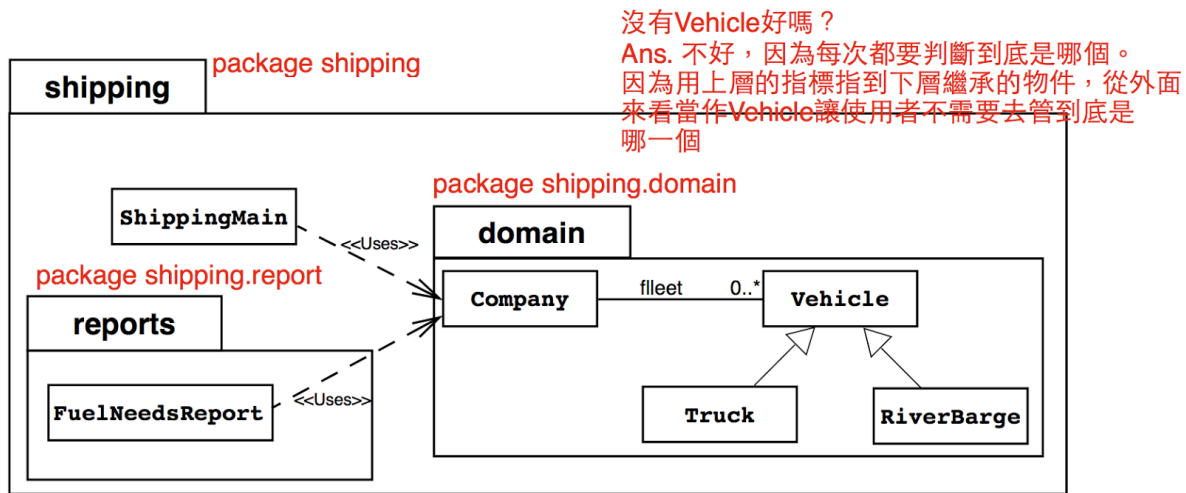 沒有Vehicle好嗎？
Ans. 不好，因為每次都要判斷到底是哪個。
因為用上層的指標指到下層繼承的物件，從外面
來看當作Vehicle讓使用者不需要去管到底是
哪一個
package shipping
shipping
package shipping.domain
ShippingMain
<<Uses>>
domain
package shipping.report
Company
flleet
0..*
Vehicle
reports
FuelNeedsReport
<<Uses>>
Truck
RiverBarge